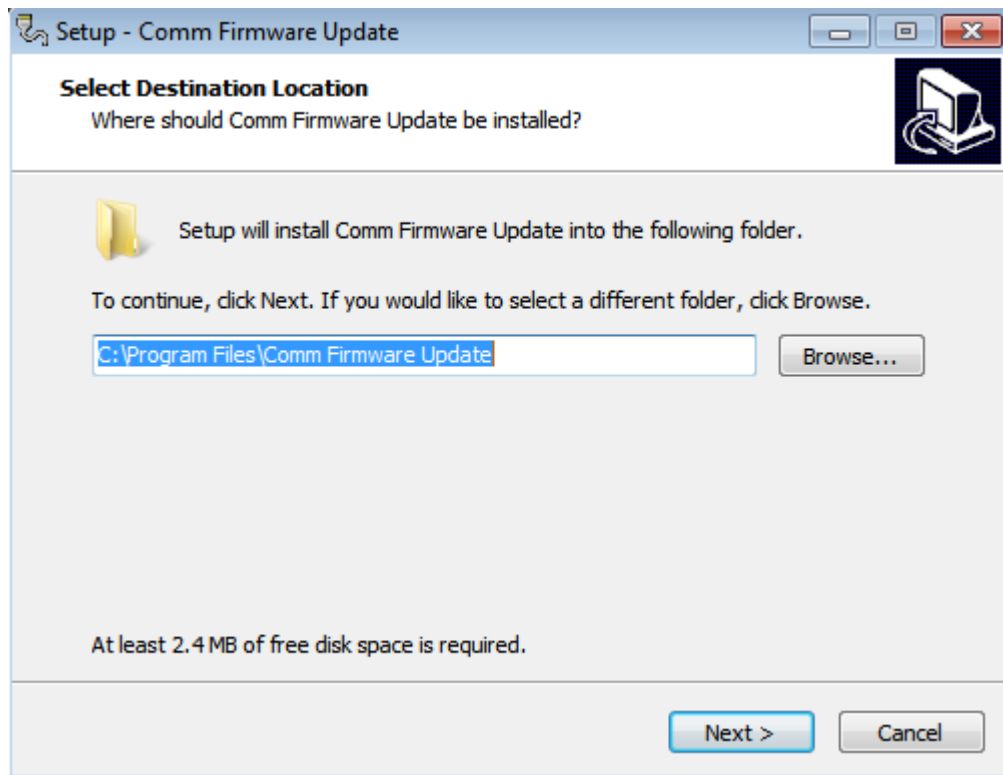 Setup - Comm Firmware Update
Select Destination Location
Where should Comm Firmware Update be installed?
Setup will install Comm Firmware Update into the following folder.
To continue, click Next. If you would like to select a different folder, click Browse.
C:\Program Files\Comm Firmware Update
Browse...
At least 2.4 MB of free disk space is required.
Next >
Cancel